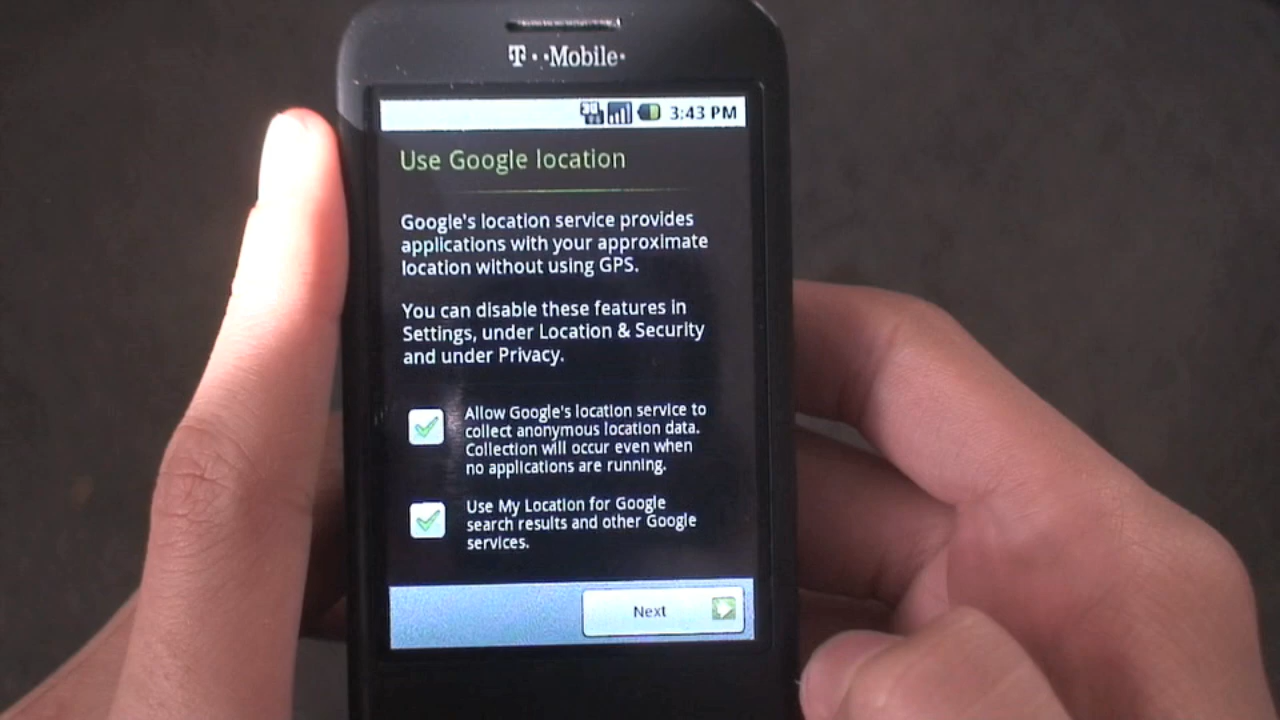 T··Mobile·
3:43 PM
Use Google location
Google's location service provides
applications with your approximate
location without using GPS.
You can disable these features in
Settings, under Location & Security
and under Privacy.
Allow Google's location service to
collect anonymous location data.
Collection will occur even when
no applications are running.
Use My Location for Google
search results and other Google
services.
Next